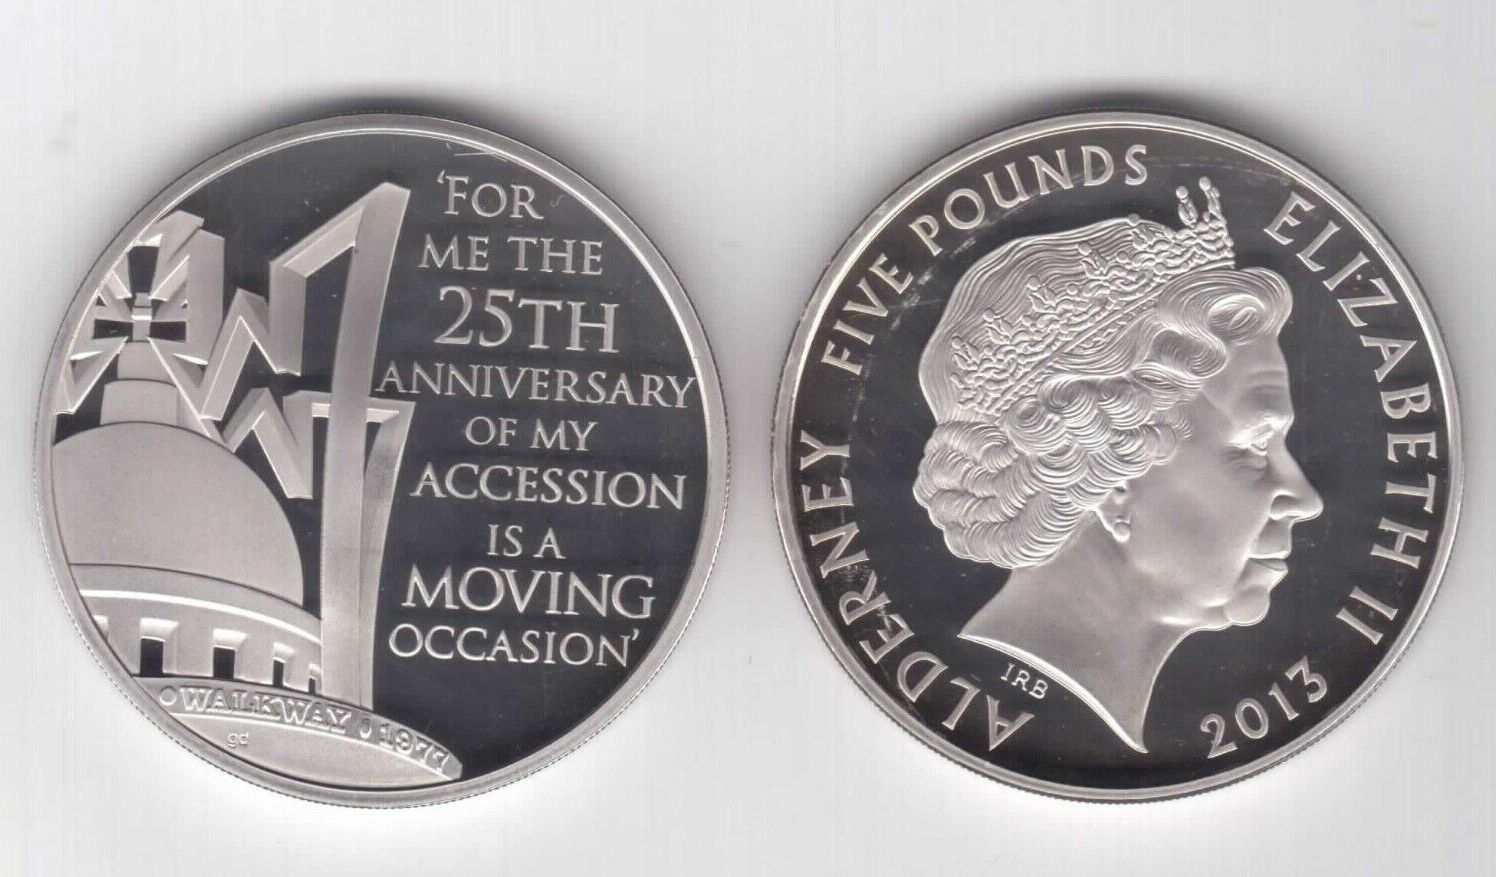 'FOR
ME THE
25TH
ANNIVERSARY
OF MY
ACCESSION
IS A
MOVING
OCCASION'
WALKWAY 1977
gd
ALDERNEY FIVE POUNDS
ELIZABETH II
2013
IRB